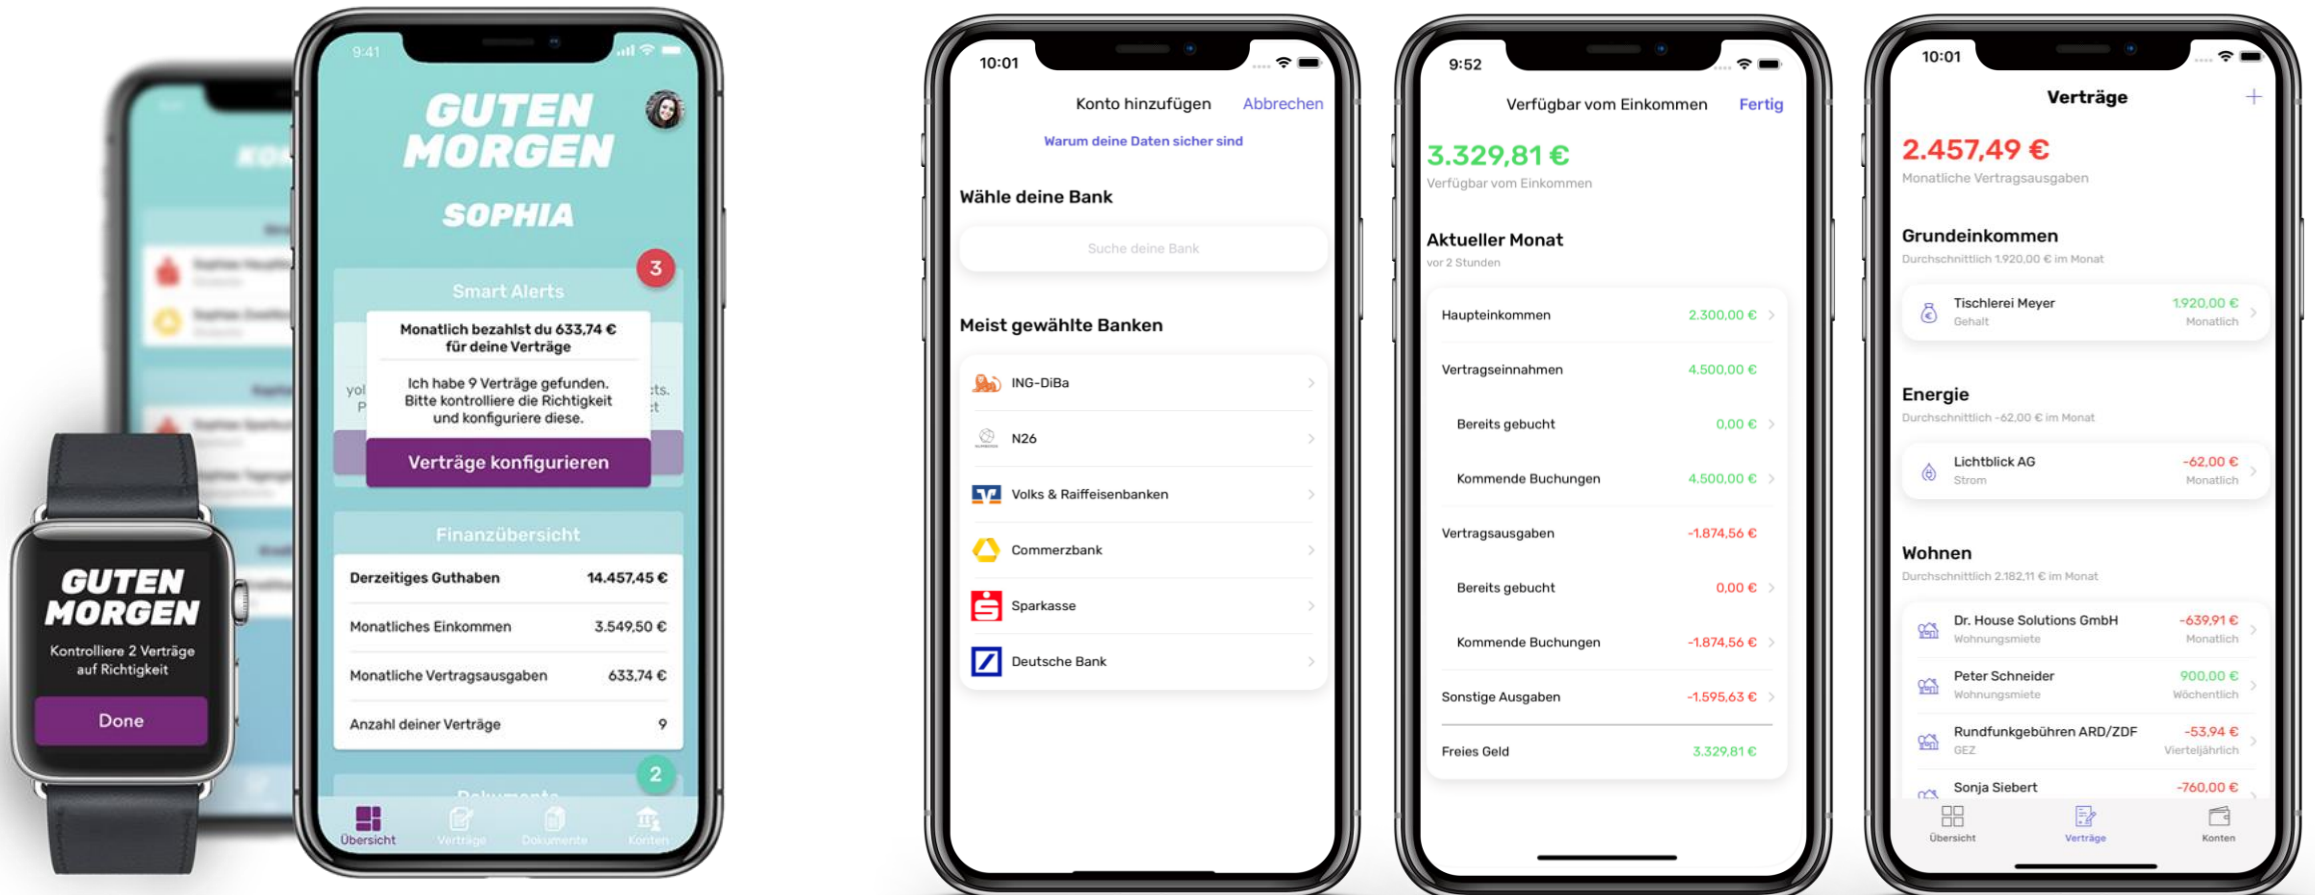 GUTEN
MORGEN
Kontrolliere 2 Verträge
auf Richtigkeit
Done
9:41
GUTEN
MORGEN
SOPHIA
3
Smart Alerts
Monatlich bezahlst du 633,74 €
für deine Verträge
Ich habe 9 Verträge gefunden.
Bitte kontrolliere die Richtigkeit
und konfiguriere diese.
Verträge konfigurieren
Finanzübersicht
Derzeitiges Guthaben 14.457,45 €
Monatliches Einkommen 3.549,50 €
Monatliche Vertragsausgaben 633,74 €
Anzahl deiner Verträge 9
2
Dokumente
Übersicht Verträge Dokumente Konten
10:01
Konto hinzufügen Abbrechen
Warum deine Daten sicher sind
Wähle deine Bank
Suche deine Bank
Meist gewählte Banken
ING-DiBa
N26
Volks & Raiffeisenbanken
Commerzbank
Sparkasse
Deutsche Bank
9:52
Verfügbar vom Einkommen Fertig
3.329,81 €
Verfügbar vom Einkommen
Aktueller Monat
vor 2 Stunden
Haupteinkommen 2.300,00 €
Vertragseinnahmen 4.500,00 €
Bereits gebucht 0,00 €
Kommende Buchungen 4.500,00 €
Vertragsausgaben -1.874,56 €
Bereits gebucht 0,00 €
Kommende Buchungen -1.874,56 €
Sonstige Ausgaben -1.595,63 €
Freies Geld 3.329,81 €
10:01
Verträge
2.457,49 €
Monatliche Vertragsausgaben
Grundeinkommen
Durchschnittlich 1.920,00 € im Monat
Tischlerei Meyer 1.920,00 €
Gehalt Monatlich
Energie
Durchschnittlich -62,00 € im Monat
Lichtblick AG -62,00 €
Strom Monatlich
Wohnen
Durchschnittlich 2.182,11 € im Monat
Dr. House Solutions GmbH -639,91 €
Wohnungsmiete Monatlich
Peter Schneider 900,00 €
Wohnungsmiete Wöchentlich
Rundfunkgebühren ARD/ZDF -53,94 €
GEZ Vierteljährlich
Sonja Siebert -760,00 €
Übersicht Verträge Konten